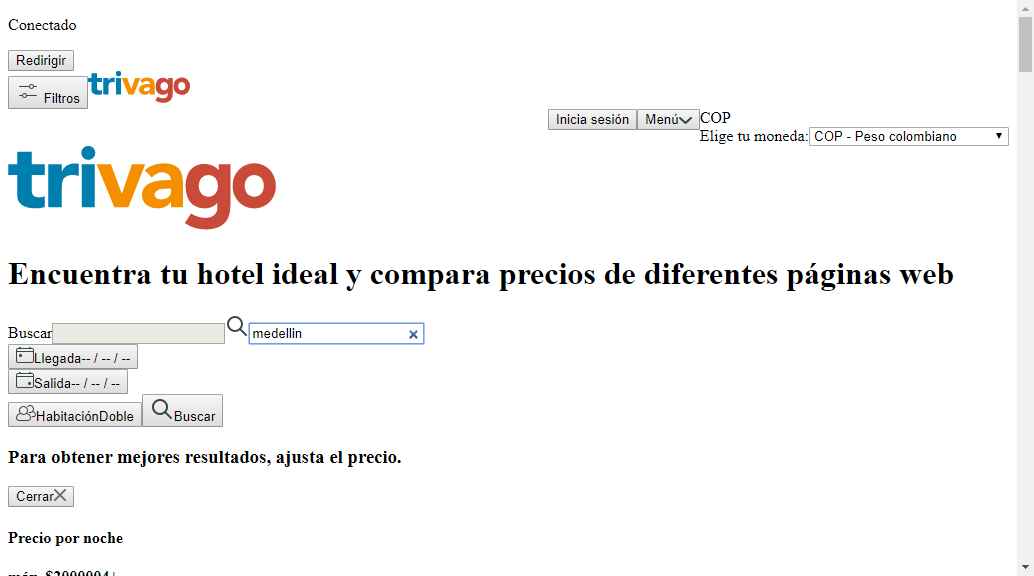 Conectado
Redirigir
Filtros trivago
Inicia sesión Menú COP
Elige tu moneda: COP - Peso colombiano
trivago
Encuentra tu hotel ideal y compara precios de diferentes páginas web
Buscar medellin
Llegada-- / -- / --
Salida-- / -- / --
HabitaciónDoble Buscar
Para obtener mejores resultados, ajusta el precio.
Cerrar
Precio por noche
máx. $2000004+